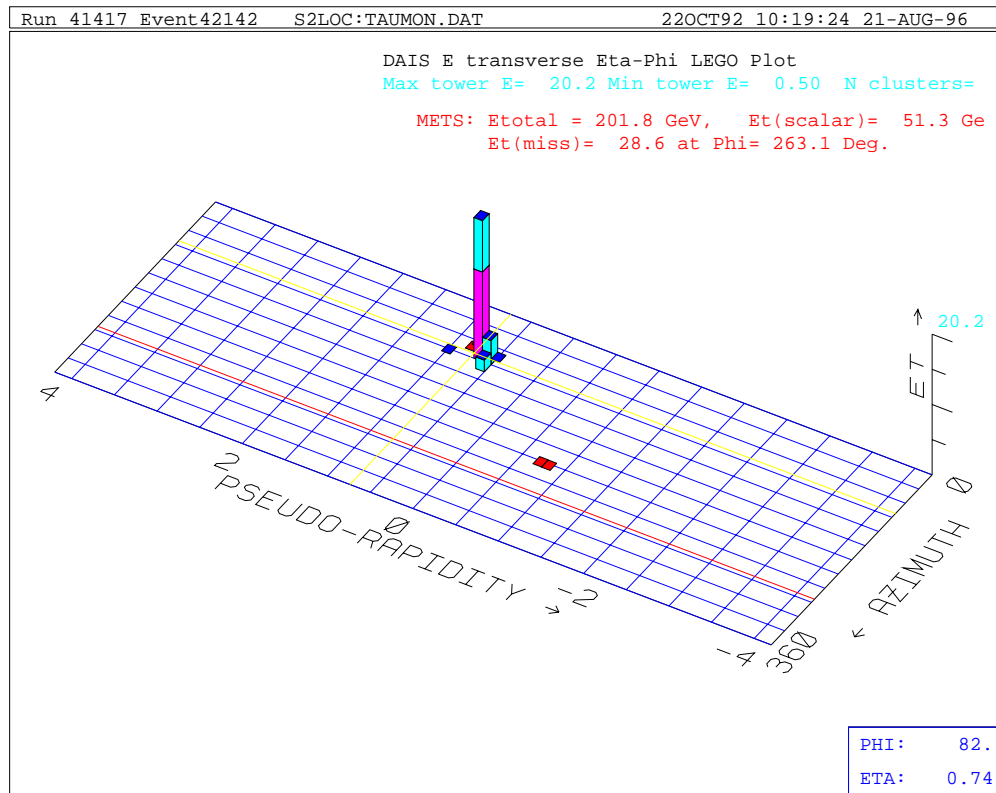 Run 41417 Event42142 S2LOC:TAUMON.DAT 22OCT92 10:19:24 21-AUG-96
DAIS E transverse Eta-Phi LEGO Plot
Max tower E= 20.2 Min tower E= 0.50 N clusters=
METS: Etotal = 201.8 GeV, Et(scalar)= 51.3 Ge
Et(miss)= 28.6 at Phi= 263.1 Deg.
20.2
ET →
4
2
0
-2
-4
PSEUDO-RAPIDITY →
0
360
← AZIMUTH
PHI: 82.
ETA: 0.74